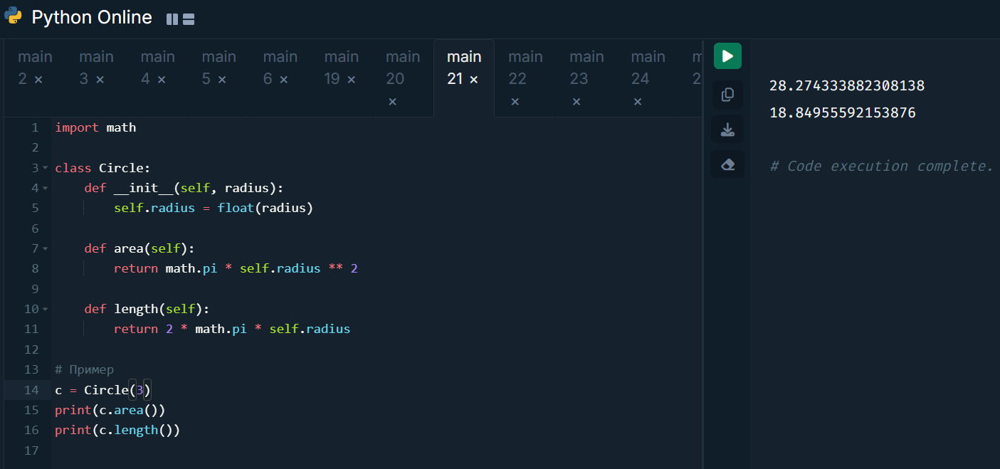 Python Online
main 2 × main 3 × main 4 × main 5 × main 6 × main 19 × main 20 × main 21 × main 22 × main 23 × main 24 ×
1 import math
2
3 class Circle:
4     def __init__(self, radius):
5         self.radius = float(radius)
6
7     def area(self):
8         return math.pi * self.radius ** 2
9
10     def length(self):
11         return 2 * math.pi * self.radius
12
13 # Пример
14 c = Circle(3)
15 print(c.area())
16 print(c.length())
17
28.274333882308138
18.84955592153876
# Code execution complete.